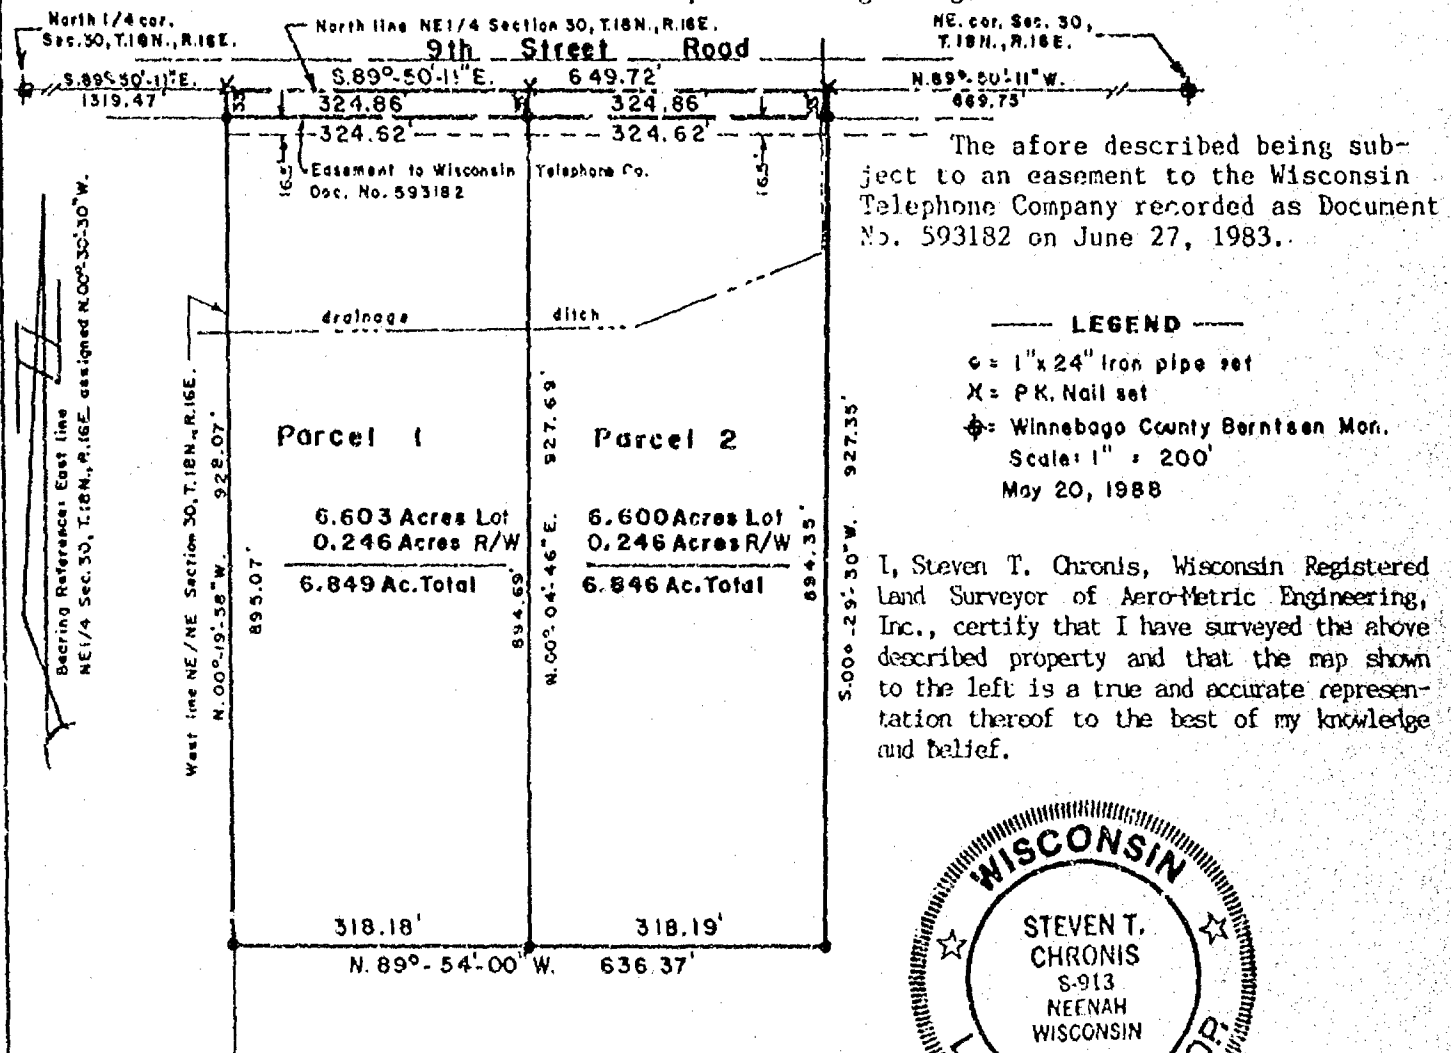 North 1/4 cor.
Sec. 30, T.18N., R.16E.
North line NE1/4 Section 30, T.18N., R.16E.
NE. cor. Sec. 30,
T.18N., R.16E.
9th Street Road
S.89°-50'-11"E.
1319.47'
S.89°-50'-11"E. 649.72'
N.89°-50'-11"W.
669.75'
33'
324.86'
324.86'
324.62'
324.62'
16.5'
Easement to Wisconsin Telephone Co.
Doc. No. 593182
16.5'
The afore described being sub-
ject to an easement to the Wisconsin
Telephone Company recorded as Document
No. 593182 on June 27, 1983.
drainage ditch
LEGEND
= 1"x 24" Iron pipe set
X = P.K. Nail set
= Winnebago County Berntsen Mon.
Scale: 1" = 200'
May 20, 1988
Bearing Reference: East line
NE1/4 Sec. 30, T.18N., R.16E. assigned N.00°-30'-30"W.
West line NE/NE Section 30, T.18N., R.16E.
N.00°-19'-38"W. 928.07'
895.07'
Parcel 1
6.603 Acres Lot
0.246 Acres R/W
6.849 Ac. Total
927.69'
894.69'
N.00°-04'-46"E.
Parcel 2
6.600 Acres Lot
0.246 Acres R/W
6.846 Ac. Total
894.35'
S.00°-29'-30"W. 927.35'
I, Steven T. Chronis, Wisconsin Registered
Land Surveyor of Aero-Metric Engineering,
Inc., certify that I have surveyed the above
described property and that the map shown
to the left is a true and accurate represen-
tation thereof to the best of my knowledge
and belief.
318.18'
318.19'
N. 89°-54'-00"W. 636.37'
WISCONSIN
STEVEN T.
CHRONIS
S-913
NEENAH
WISCONSIN